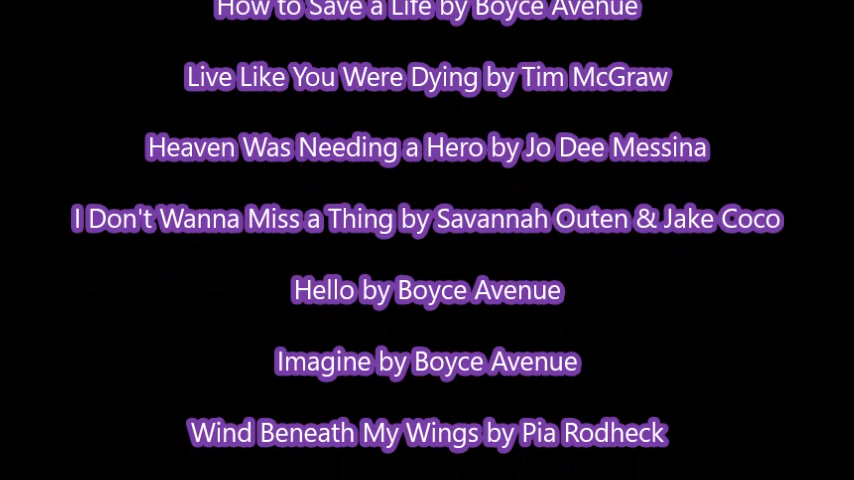 How to Save a Life by Boyce Avenue
Live Like You Were Dying by Tim McGraw
Heaven Was Needing a Hero by Jo Dee Messina
I Don't Wanna Miss a Thing by Savannah Outen & Jake Coco
Hello by Boyce Avenue
Imagine by Boyce Avenue
Wind Beneath My Wings by Pia Rodheck